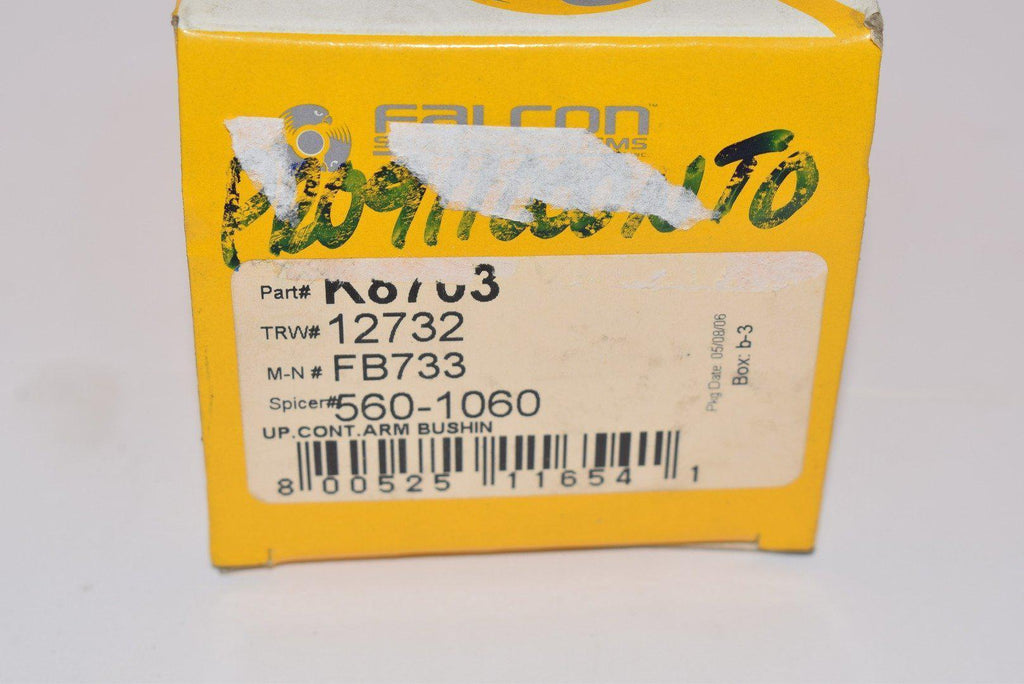 FALCON™
Part# K8703
TRW# 12732
M-N # FB733
Spicer# 560-1060
UP.CONT.ARM BUSHIN
8 00525 11654 1
Pkg Date: 05/08/06
Box: b-3